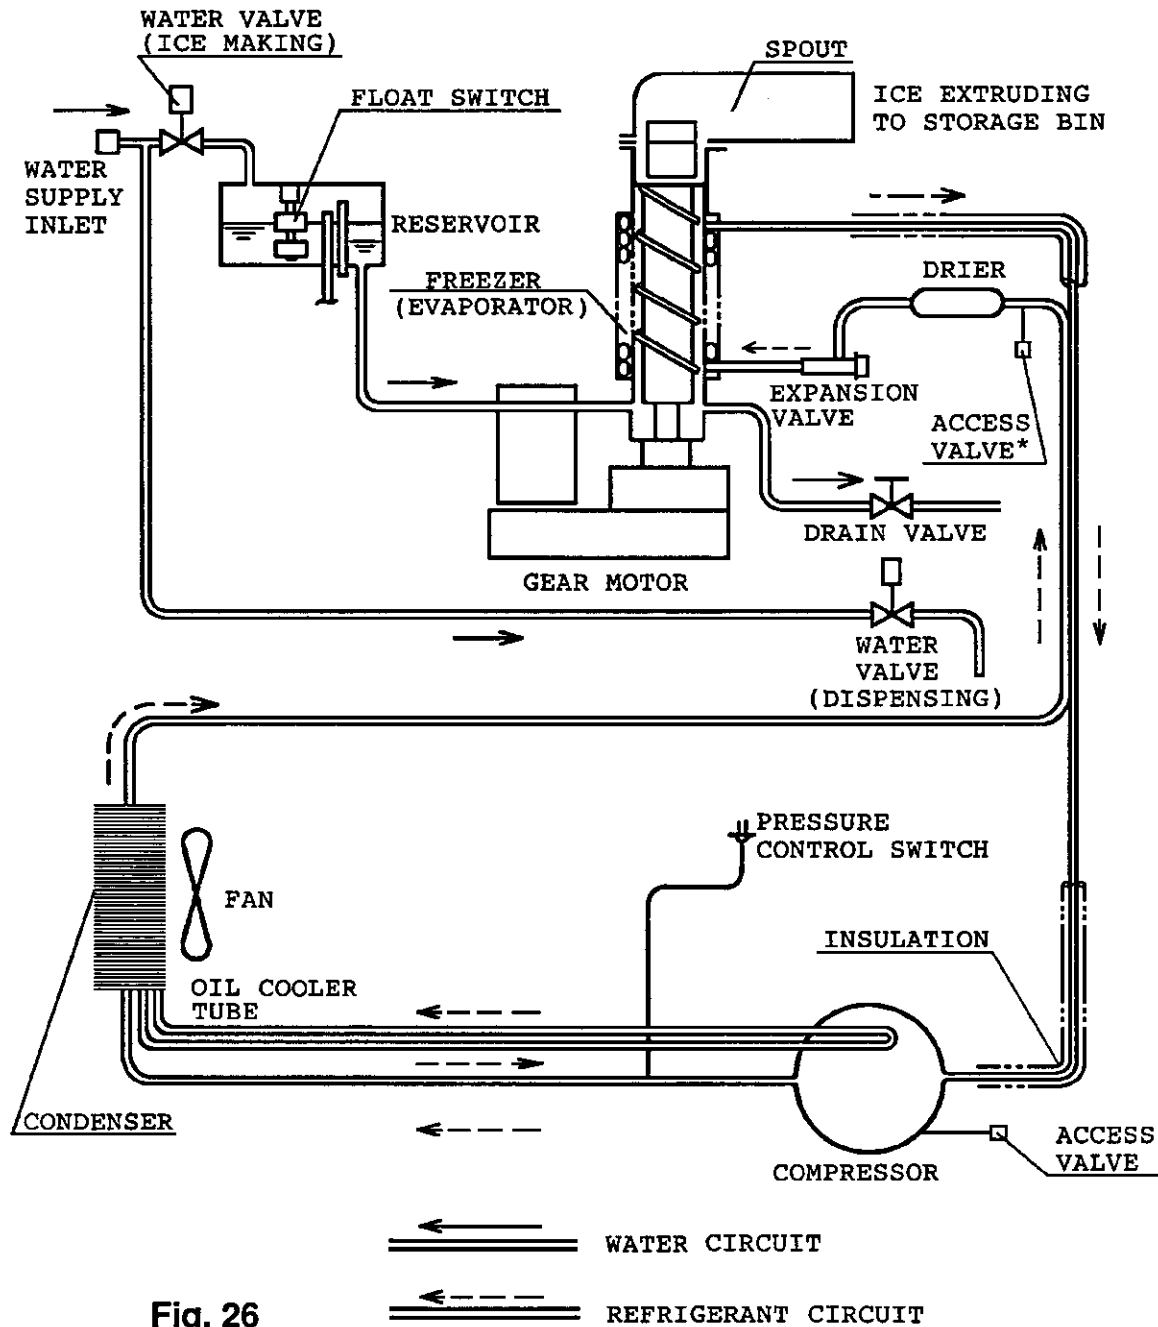 WATER VALVE
(ICE MAKING)
SPOUT
FLOAT SWITCH
ICE EXTRUDING
TO STORAGE BIN
WATER
SUPPLY
INLET
RESERVOIR
FREEZER
(EVAPORATOR)
DRIER
EXPANSION
VALVE
ACCESS
VALVE*
DRAIN VALVE
GEAR MOTOR
WATER
VALVE
(DISPENSING)
PRESSURE
CONTROL SWITCH
FAN
INSULATION
OIL COOLER
TUBE
CONDENSER
ACCESS
VALVE
COMPRESSOR
WATER CIRCUIT
Fig. 26
REFRIGERANT CIRCUIT